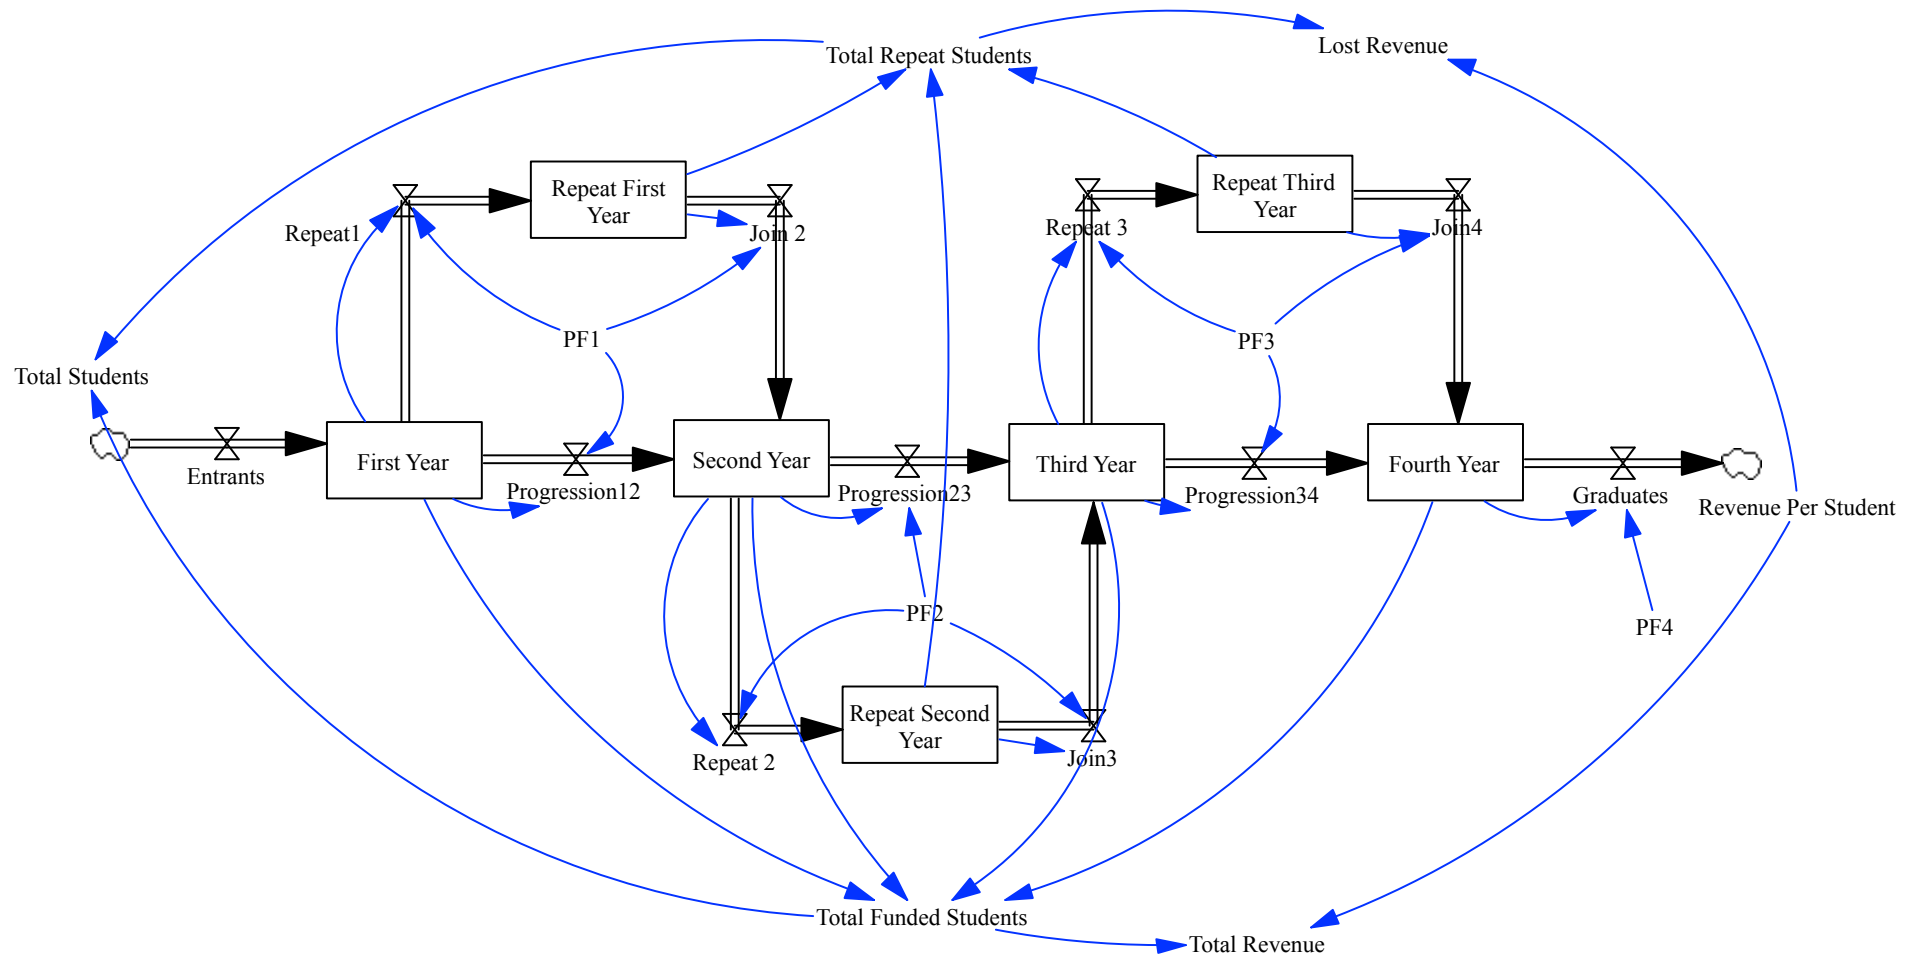 Lost Revenue
Total Repeat Students
Repeat First
Year
Repeat Third
Year
Repeat1
Join 2
Repeat 3
Join4
PF1
PF3
Total Students
First Year
Second Year
Third Year
Fourth Year
Entrants
Progression12
Progression23
Progression34
Graduates
Revenue Per Student
PF2
PF4
Repeat Second
Year
Repeat 2
Join3
Total Funded Students
Total Revenue